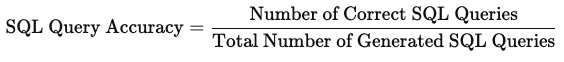 SQL Query Accuracy = Number of Correct SQL Queries / Total Number of Generated SQL Queries